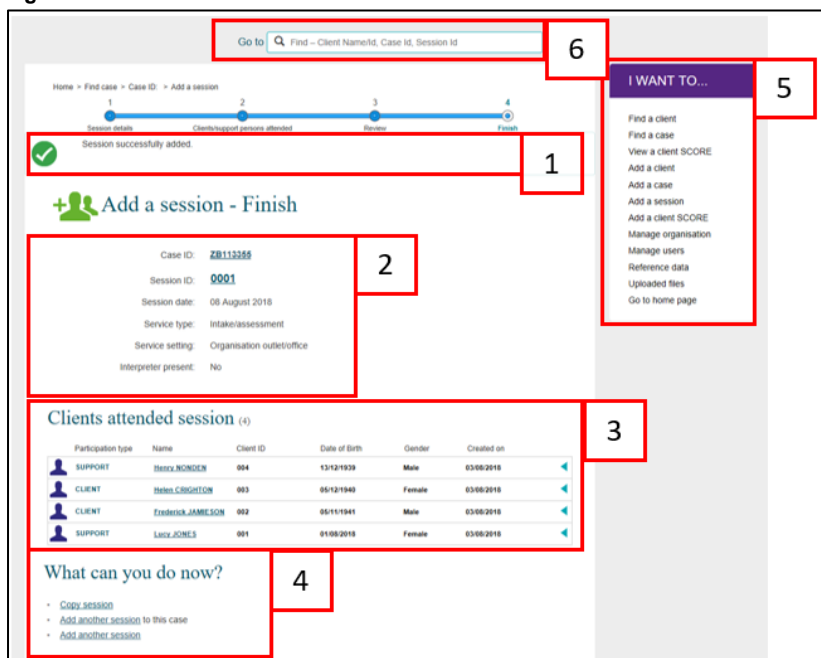 Go to Find – Client Name/Id, Case Id, Session Id
6
I WANT TO...
5
Find a client
Find a case
View a client SCORE
Add a client
Add a case
Add a session
Add a client SCORE
Manage organisation
Manage users
Reference data
Uploaded files
Go to home page
Home > Find case > Case ID: > Add a session
1 2 3 4
Session details Clients/support persons attended Review Finish
Session successfully added.
1
Add a session - Finish
2
Case ID: ZB113355
Session ID: 0001
Session date: 08 August 2018
Service type: Intake/assessment
Service setting: Organisation outlet/office
Interpreter present: No
Clients attended session (4)
3
Participation type Name Client ID Date of Birth Gender Created on
SUPPORT Henry NONDEN 004 13/12/1939 Male 03/08/2018
CLIENT Helen CRIGHTON 003 05/12/1940 Female 03/08/2018
CLIENT Frederick JAMIESON 002 05/11/1941 Male 03/08/2018
SUPPORT Lucy JONES 001 01/08/2018 Female 03/08/2018
What can you do now?
4
Copy session
Add another session to this case
Add another session